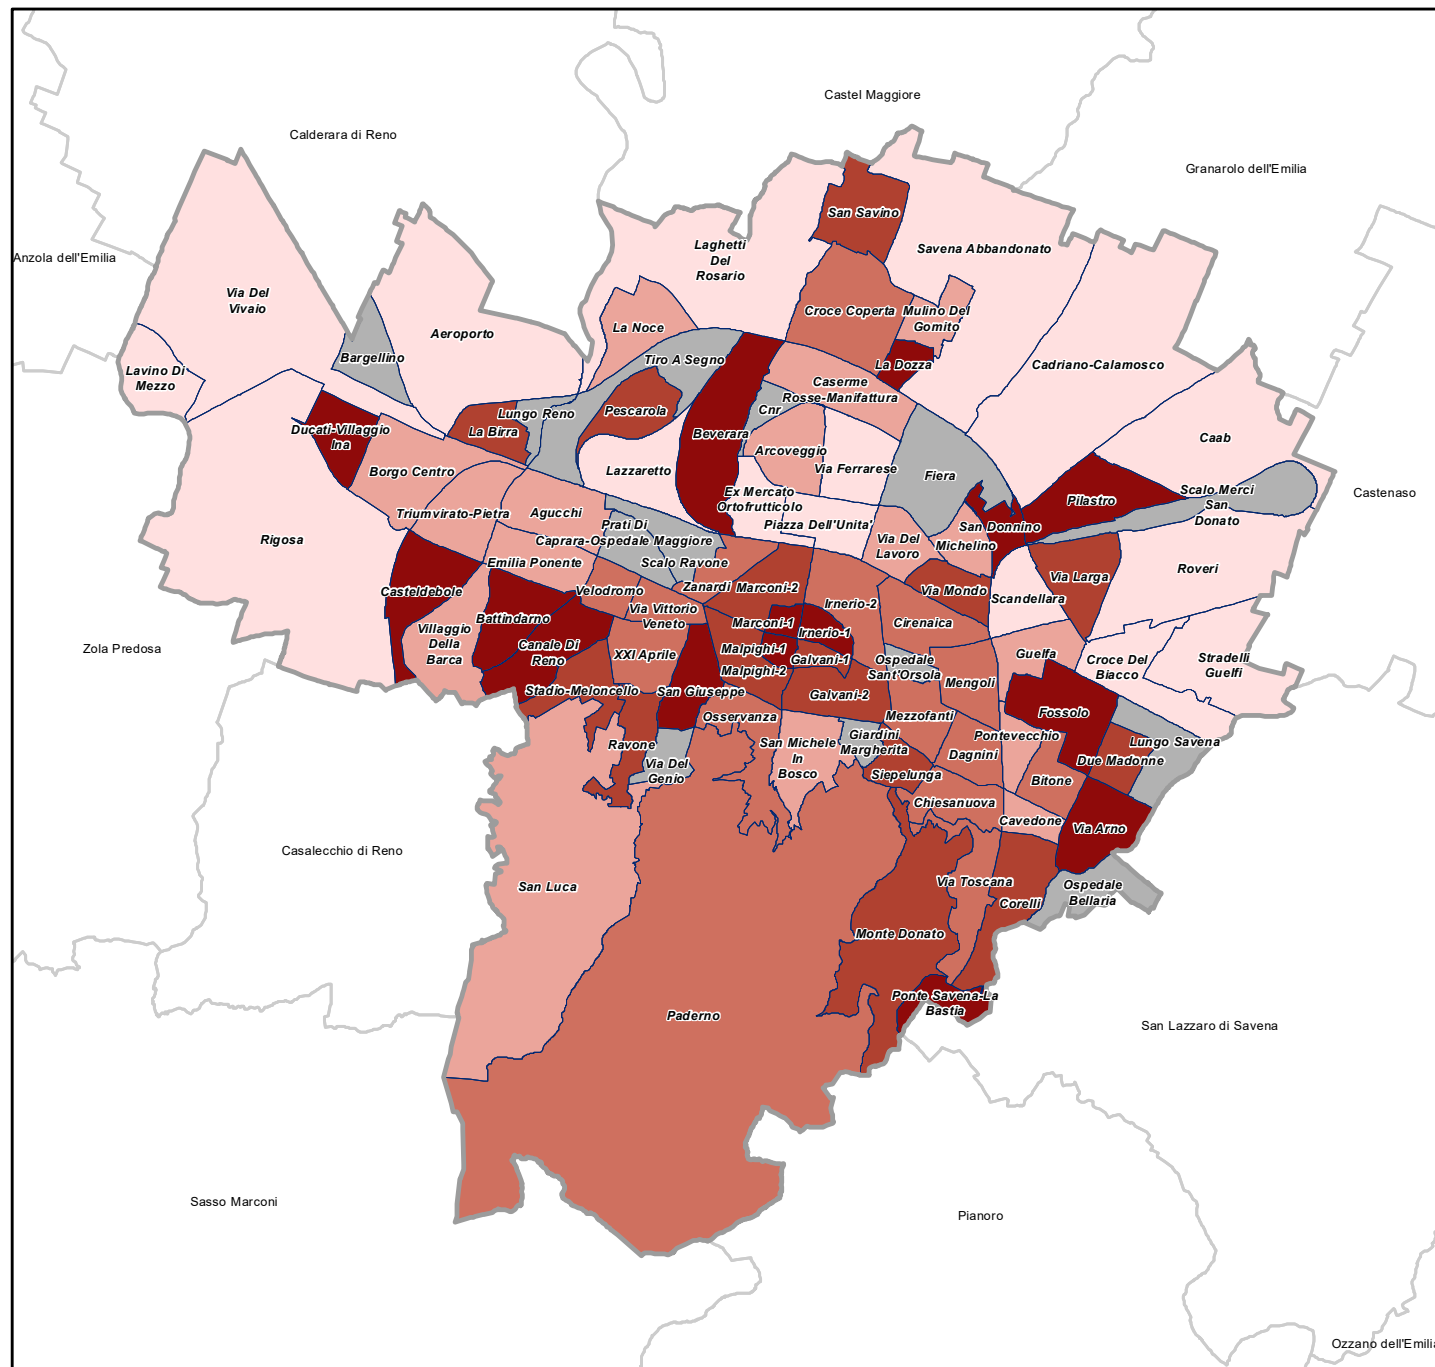 Castel Maggiore
Calderara di Reno
Granarolo dell'Emilia
Anzola dell'Emilia
San Savino
Laghetti
Del
Rosario
Savena Abbandonato
Via Del
Vivaio
Croce Coperta
Mulino Del
Gomito
La Noce
Aeroporto
Bargellino
Tiro A Segno
La Dozza
Cadriano-Calamosco
Lavino Di
Mezzo
Caserme
Rosse-Manifattura
Cnr
Pescarola
Lungo Reno
La Birra
Ducati-Villaggio
Ina
Beverara
Caab
Arcoveggio
Via Ferrarese
Borgo Centro
Lazzaretto
Fiera
Ex Mercato
Ortofrutticolo
Pilastro
Scalo Merci
San
Donato
Castenaso
Triumvirato-Pietra
Agucchi
Prati Di
Caprara-Ospedale Maggiore
Piazza Dell'Unita'
San Donnino
Rigosa
Via Del
Lavoro
Michelino
Emilia Ponente
Scalo Ravone
Roveri
Via Larga
Casteldebole
Velodromo
Zanardi
Marconi-2
Via Mondo
Scandellara
Irnerio-2
Battindarno
Via Vittorio
Veneto
Marconi-1
Irnerio-1
Cirenaica
Villaggio
Della
Barca
Canale Di
Reno
XXI Aprile
Malpighi-1
Galvani-1
Ospedale
Sant'Orsola
Guelfa
Croce Del
Biacco
Stradelli
Guelfi
Zola Predosa
Malpighi-2
Mengoli
Stadio-Meloncello
San Giuseppe
Galvani-2
Osservanza
Mezzofanti
Fossolo
Ravone
San Michele
In
Bosco
Giardini
Margherita
Pontevecchio
Lungo Savena
Via Del
Genio
Dagnini
Due Madonne
Siepelunga
Bitone
Chiesanuova
Cavedone
Via Arno
Casalecchio di Reno
San Luca
Via Toscana
Ospedale
Bellaria
Corelli
Monte Donato
Ponte Savena-La
Bastia
Paderno
San Lazzaro di Savena
Sasso Marconi
Pianoro
Ozzano dell'Emilia